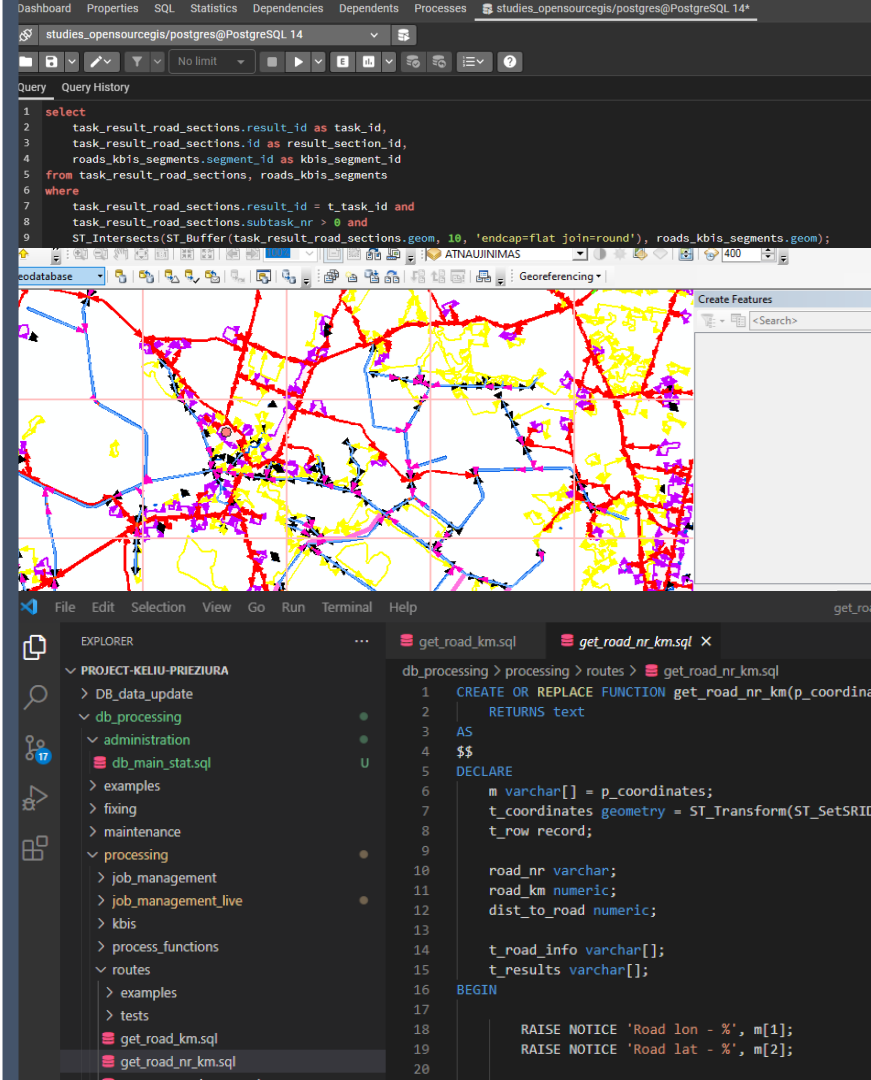 Dashboard Properties SQL Statistics Dependencies Dependents Processes studies_opensourcegis/postgres@PostgreSQL 14*
studies_opensourcegis/postgres@PostgreSQL 14
No limit
Query Query History
1 select
2 task_result_road_sections.result_id as task_id,
3 task_result_road_sections.id as result_section_id,
4 roads_kbis_segments.segment_id as kbis_segment_id
5 from task_result_road_sections, roads_kbis_segments
6 where
7 task_result_road_sections.result_id = t_task_id and
8 task_result_road_sections.subtask_nr > 0 and
9 ST_Intersects(ST_Buffer(task_result_road_sections.geom, 10, 'endcap=flat join=round'), roads_kbis_segments.geom);
ATNAUJINIMAS 400
eodatabase Georeferencing
Create Features
<Search>
File Edit Selection View Go Run Terminal Help get_roa
EXPLORER ··· get_road_km.sql get_road_nr_km.sql
PROJECT-KELIU-PRIEZIURA db_processing > processing > routes > get_road_nr_km.sql
DB_data_update
db_processing
administration
db_main_stat.sql U
examples
fixing
maintenance
processing
job_management
job_management_live
kbis
process_functions
routes
examples
tests
get_road_km.sql
get_road_nr_km.sql
17
1 CREATE OR REPLACE FUNCTION get_road_nr_km(p_coordina
2 RETURNS text
3 AS
4 $$
5 DECLARE
6 m varchar[] = p_coordinates;
7 t_coordinates geometry = ST_Transform(ST_SetSRID
8 t_row record;
9
10 road_nr varchar;
11 road_km numeric;
12 dist_to_road numeric;
13
14 t_road_info varchar[];
15 t_results varchar[];
16 BEGIN
17
18 RAISE NOTICE 'Road lon - %', m[1];
19 RAISE NOTICE 'Road lat - %', m[2];
20